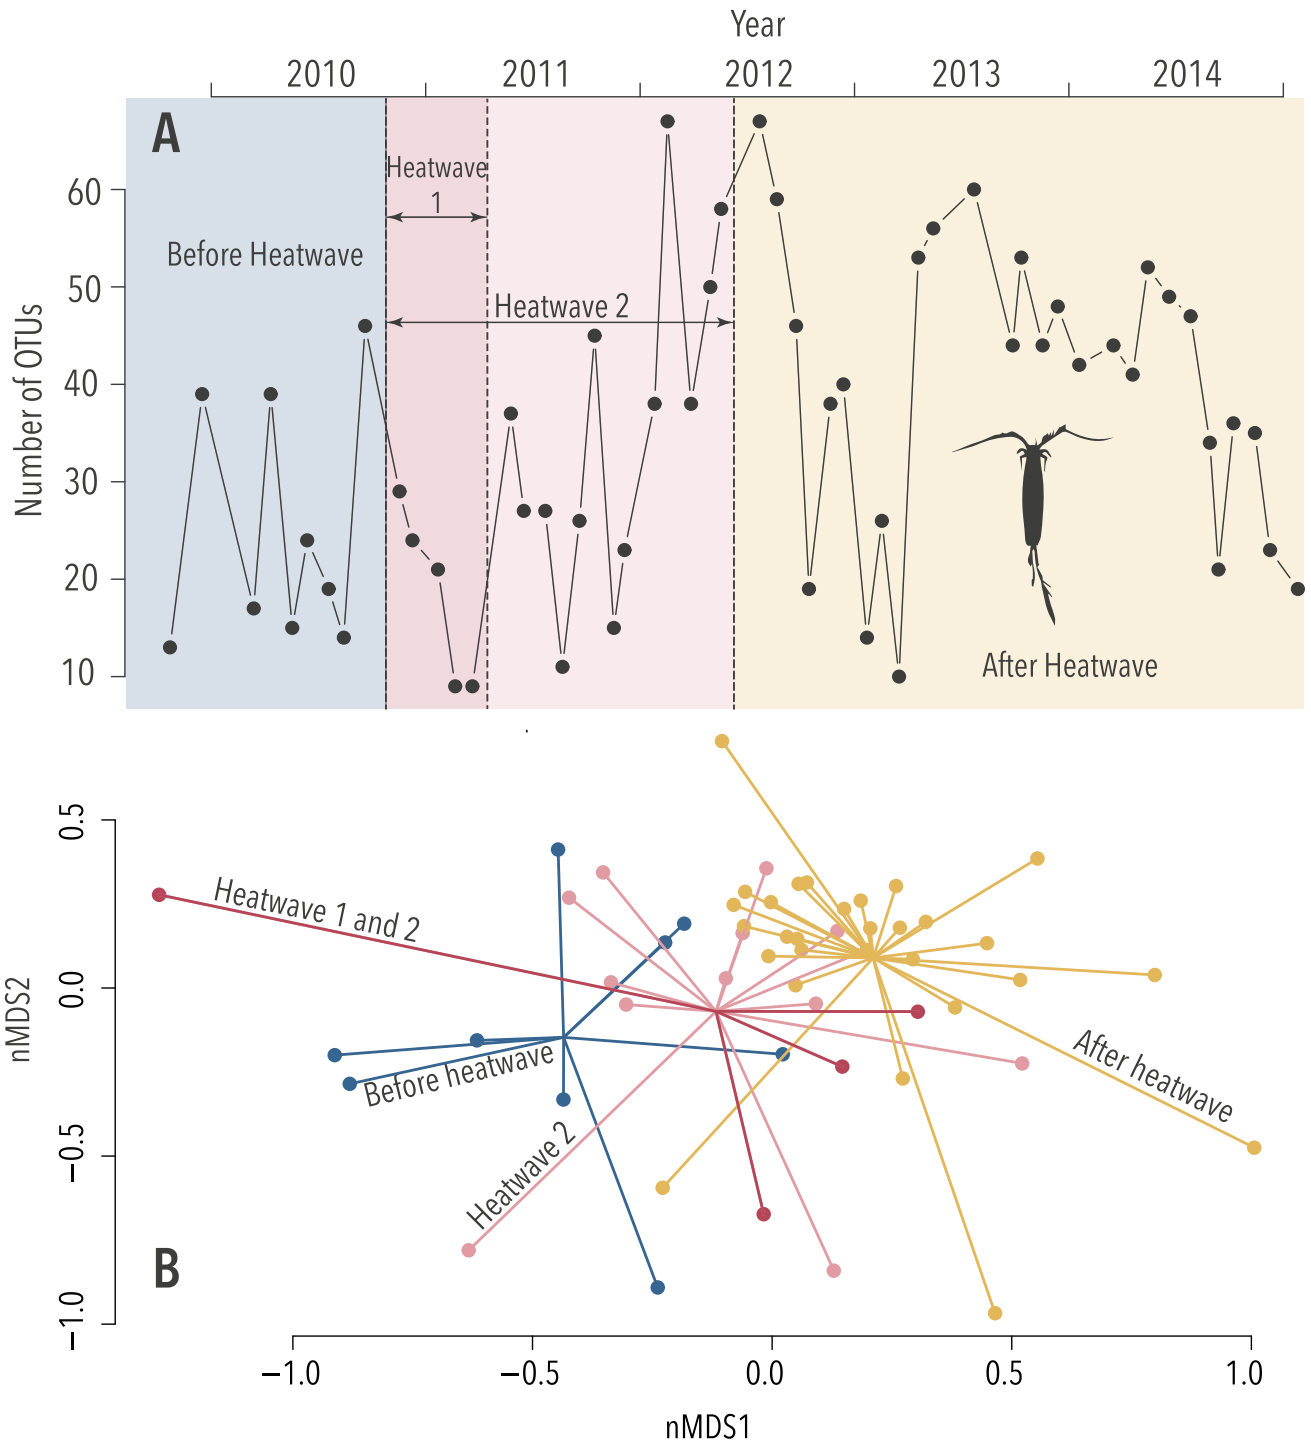 Year
2010 2011 2012 2013 2014
A
Heatwave
1
60
Before Heatwave
50
Heatwave 2
Number of OTUs
40
30
20
10
After Heatwave
0.5
Heatwave 1 and 2
0.0
nMDS2
Before heatwave
After heatwave
Heatwave 2
−0.5
B
−1.0
−1.0 −0.5 0.0 0.5 1.0
nMDS1